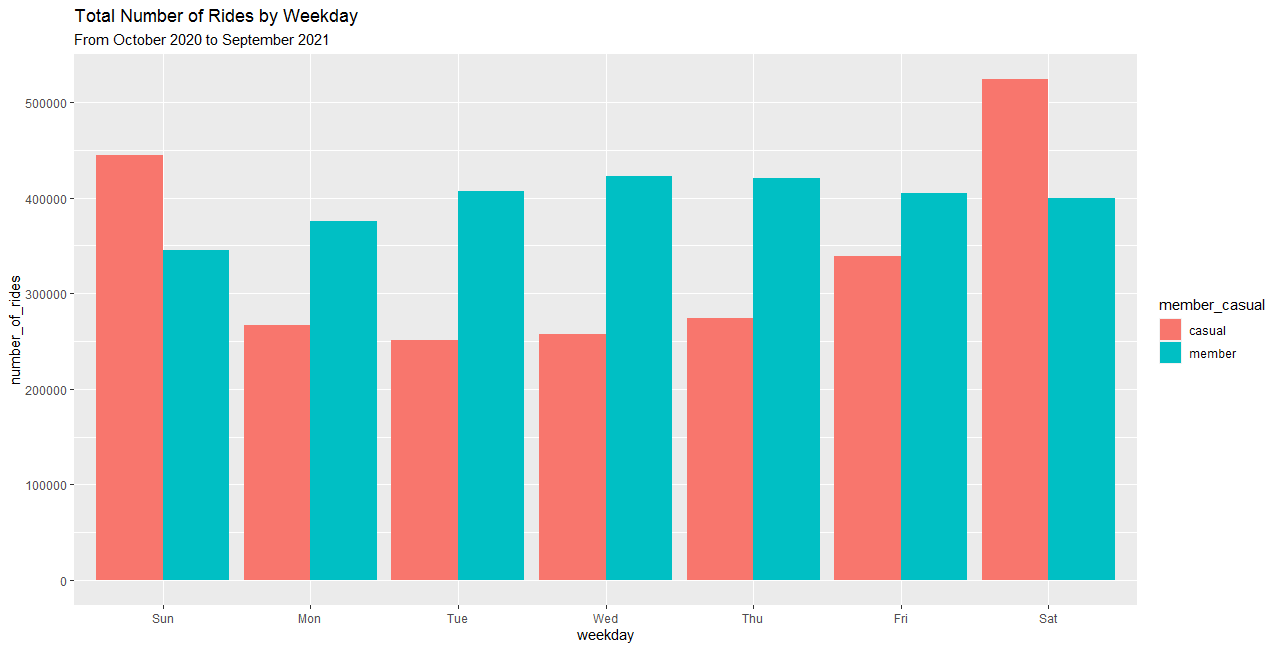 Total Number of Rides by Weekday
From October 2020 to September 2021
number_of_rides
500000
400000
300000
200000
100000
0
Sun Mon Tue Wed Thu Fri Sat
weekday
member_casual
casual
member